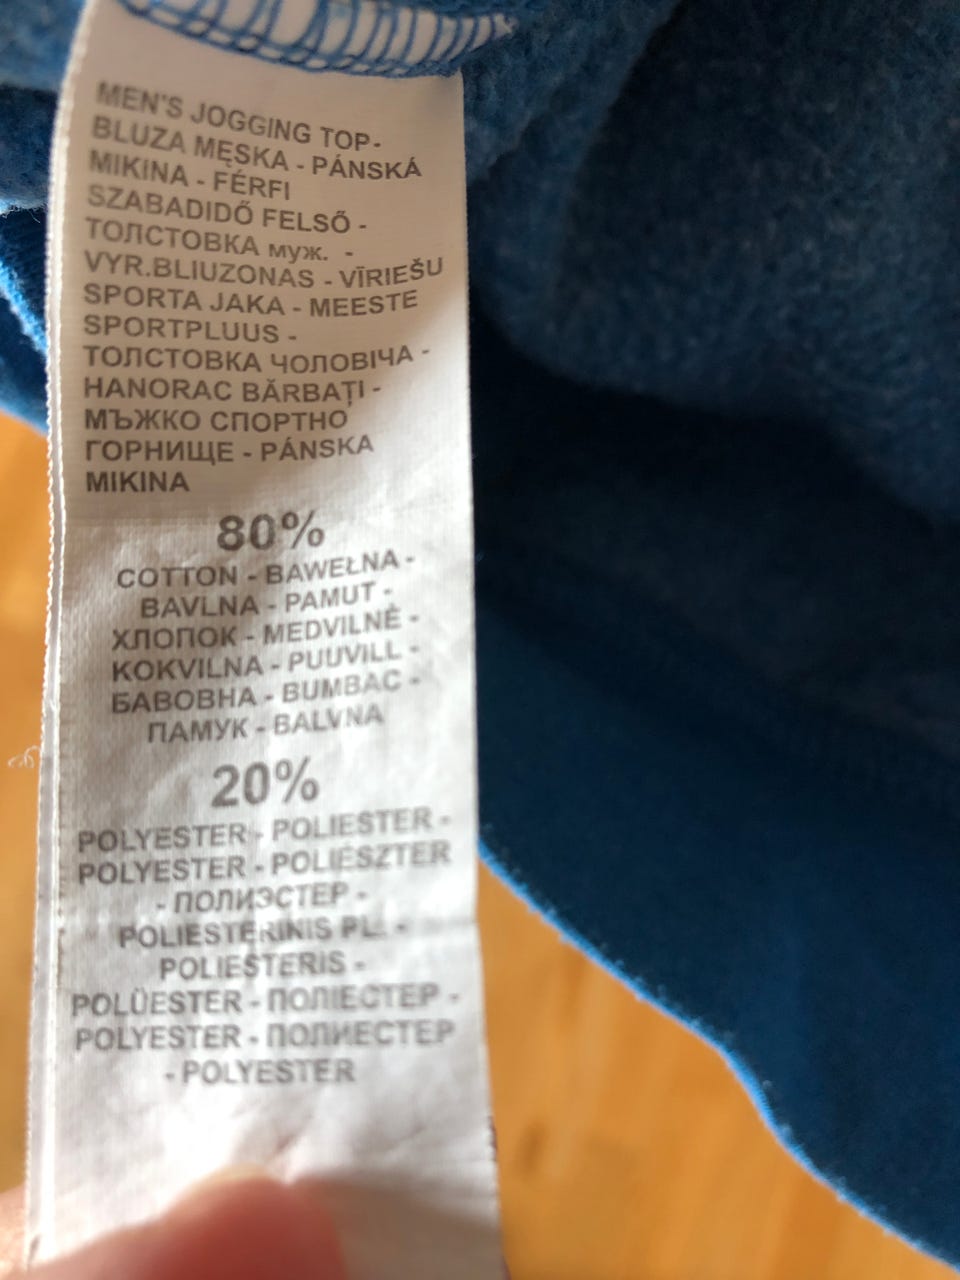 MEN'S JOGGING TOP-
BLUZA MĘSKA - PÁNSKÁ
MIKINA - FÉRFI
SZABADIDŐ FELSŐ -
ТОЛСТОВКА муж. -
VYR.BLIUZONAS - VĪRIEŠU
SPORTA JAKA - MEESTE
SPORTPLUUS -
ТОЛСТОВКА ЧОЛОВІЧА -
HANORAC BĂRBAȚI -
МЪЖКО СПОРТНО
ГОРНИЩЕ - PÁNSKA
MIKINA
80%
COTTON - BAWEŁNA -
BAVLNA - PAMUT -
ХЛОПОК - MEDVILNĖ -
KOKVILNA - PUUVILL -
БАВОВНА - BUMBAC -
ПАМУК - BALVNA
20%
POLYESTER - POLIESTER -
POLYESTER - POLIÉSZTER
- ПОЛИЭСТЕР -
POLIESTERINIS PL. -
POLIESTERIS -
POLÜESTER - ПОЛІЕСТЕР -
POLYESTER - ПОЛИЕСТЕР
- POLYESTER